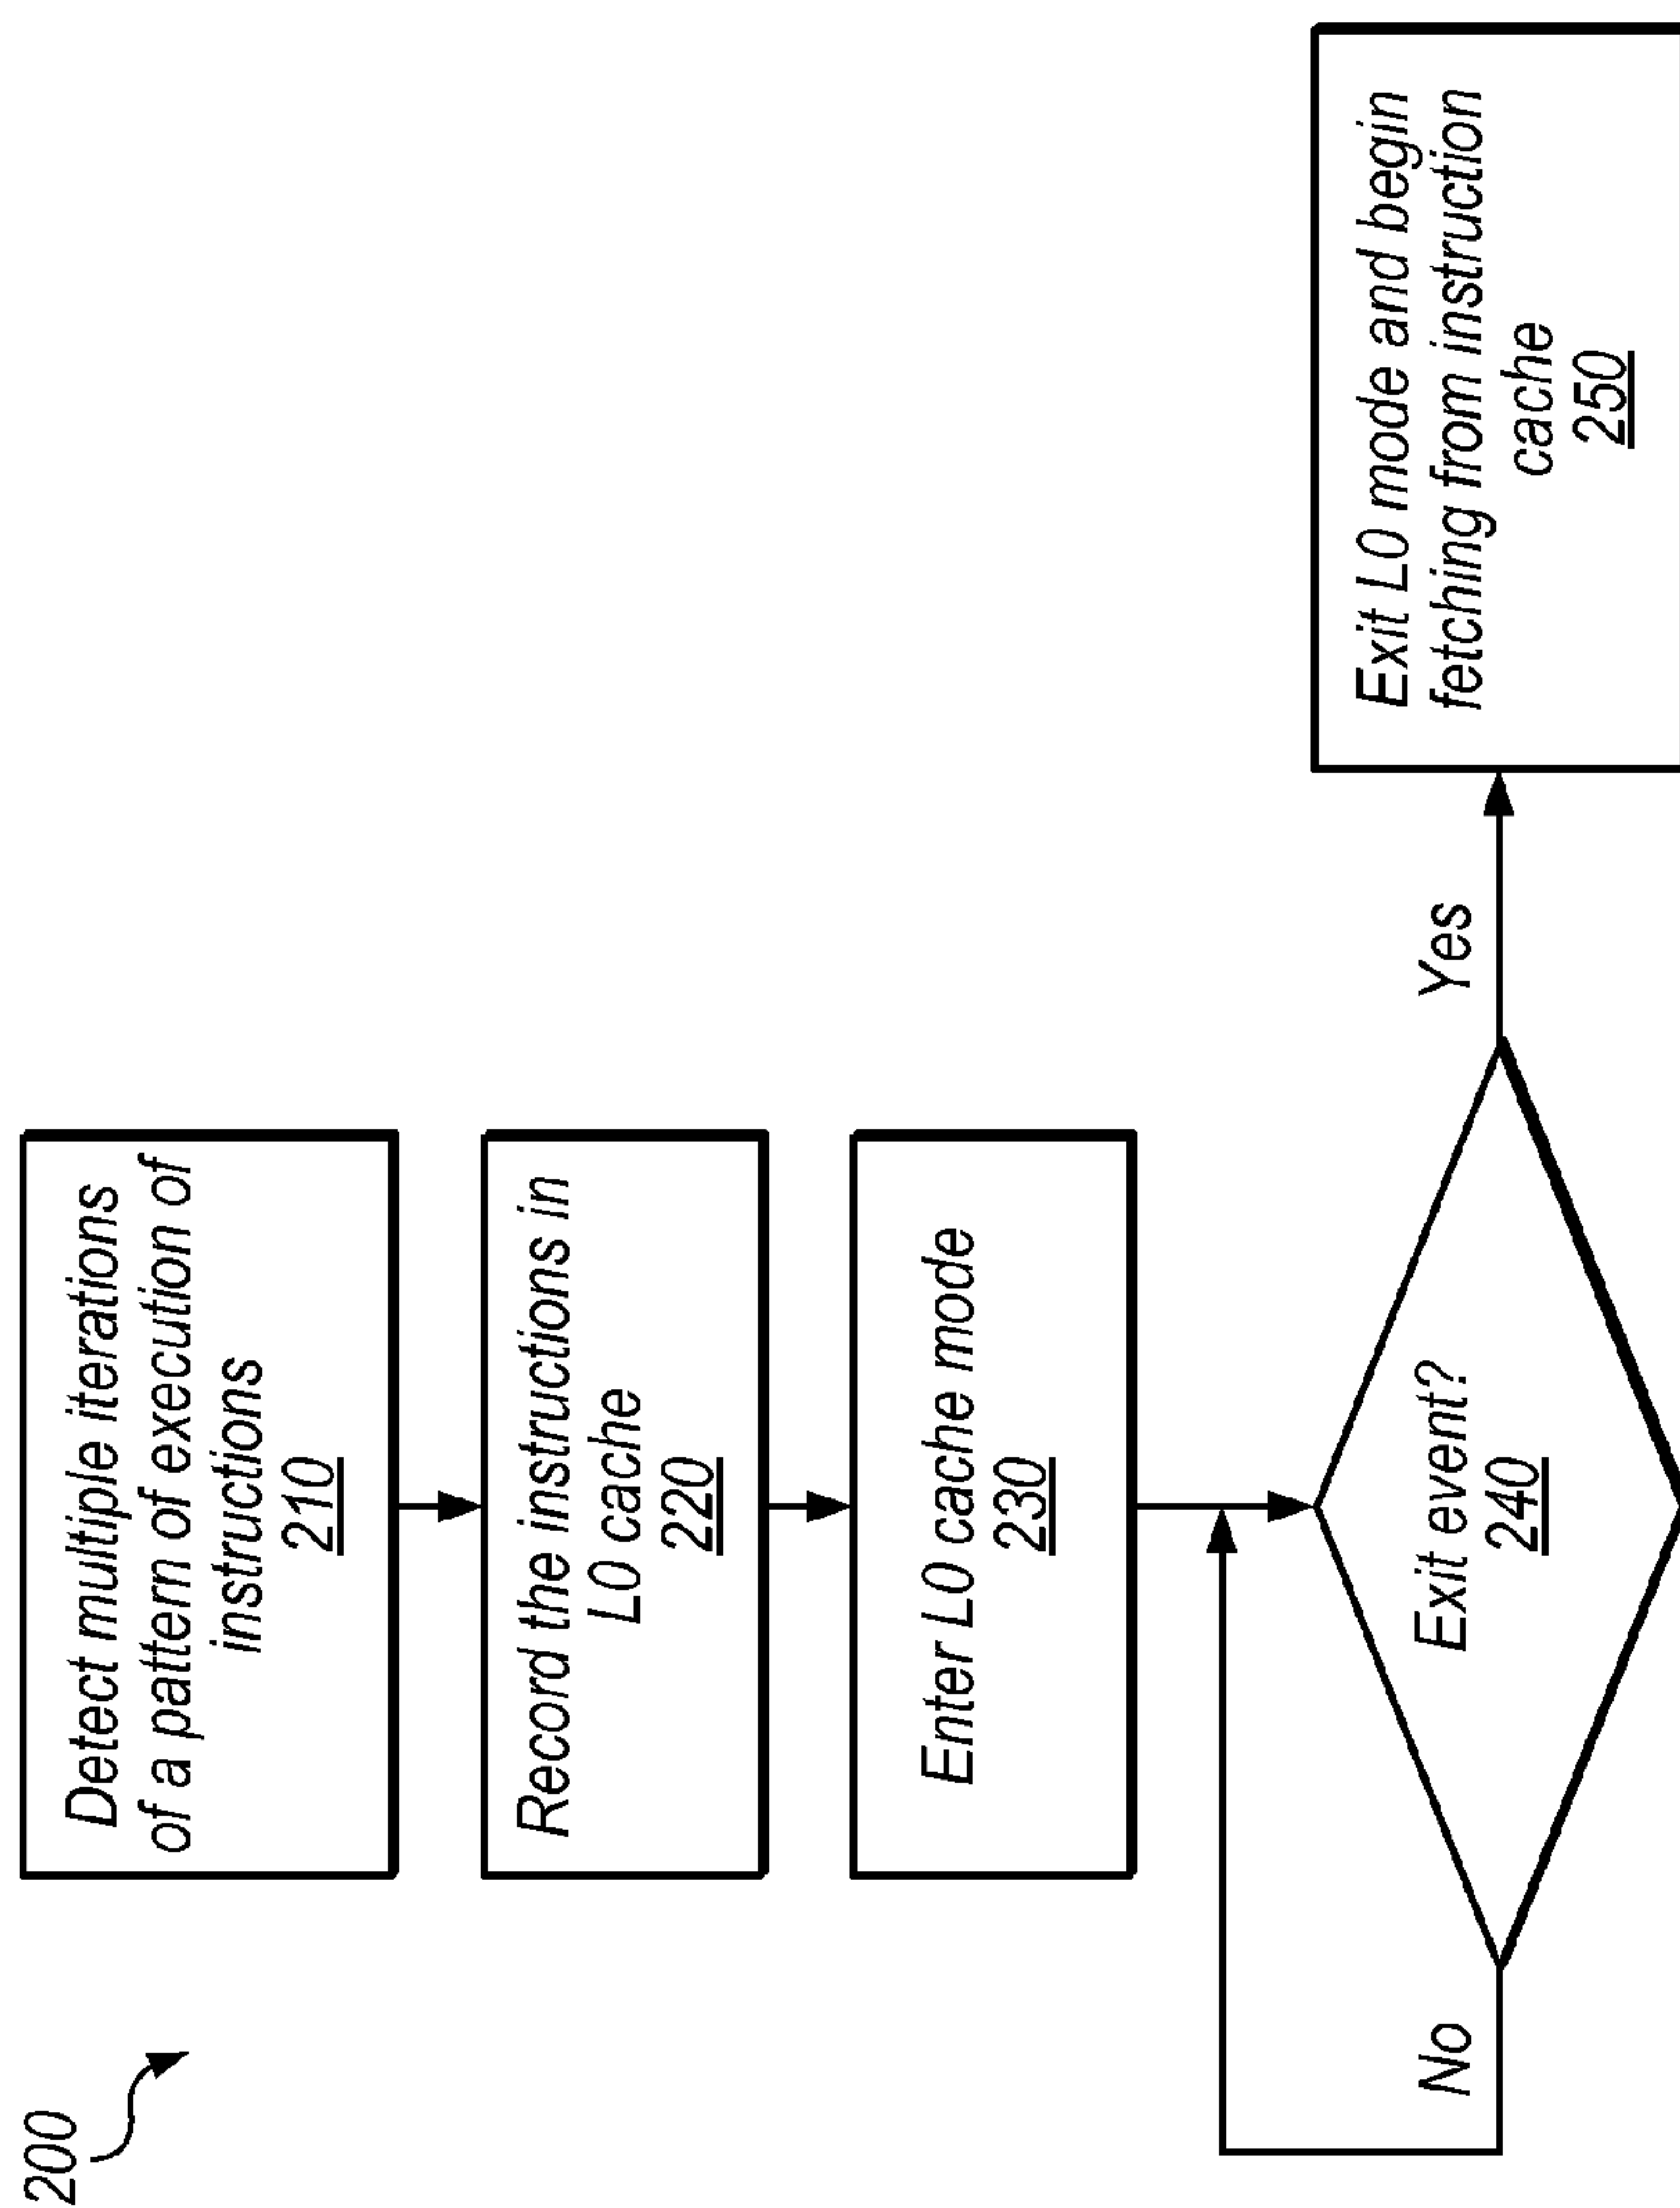 200
Detect multiple iterations
of a pattern of execution of
instructions
210
Record the instructions in
L0 cache
220
Enter L0 cache mode
230
Exit event?
240
No
Yes
Exit L0 mode and begin
fetching from instruction
cache
250